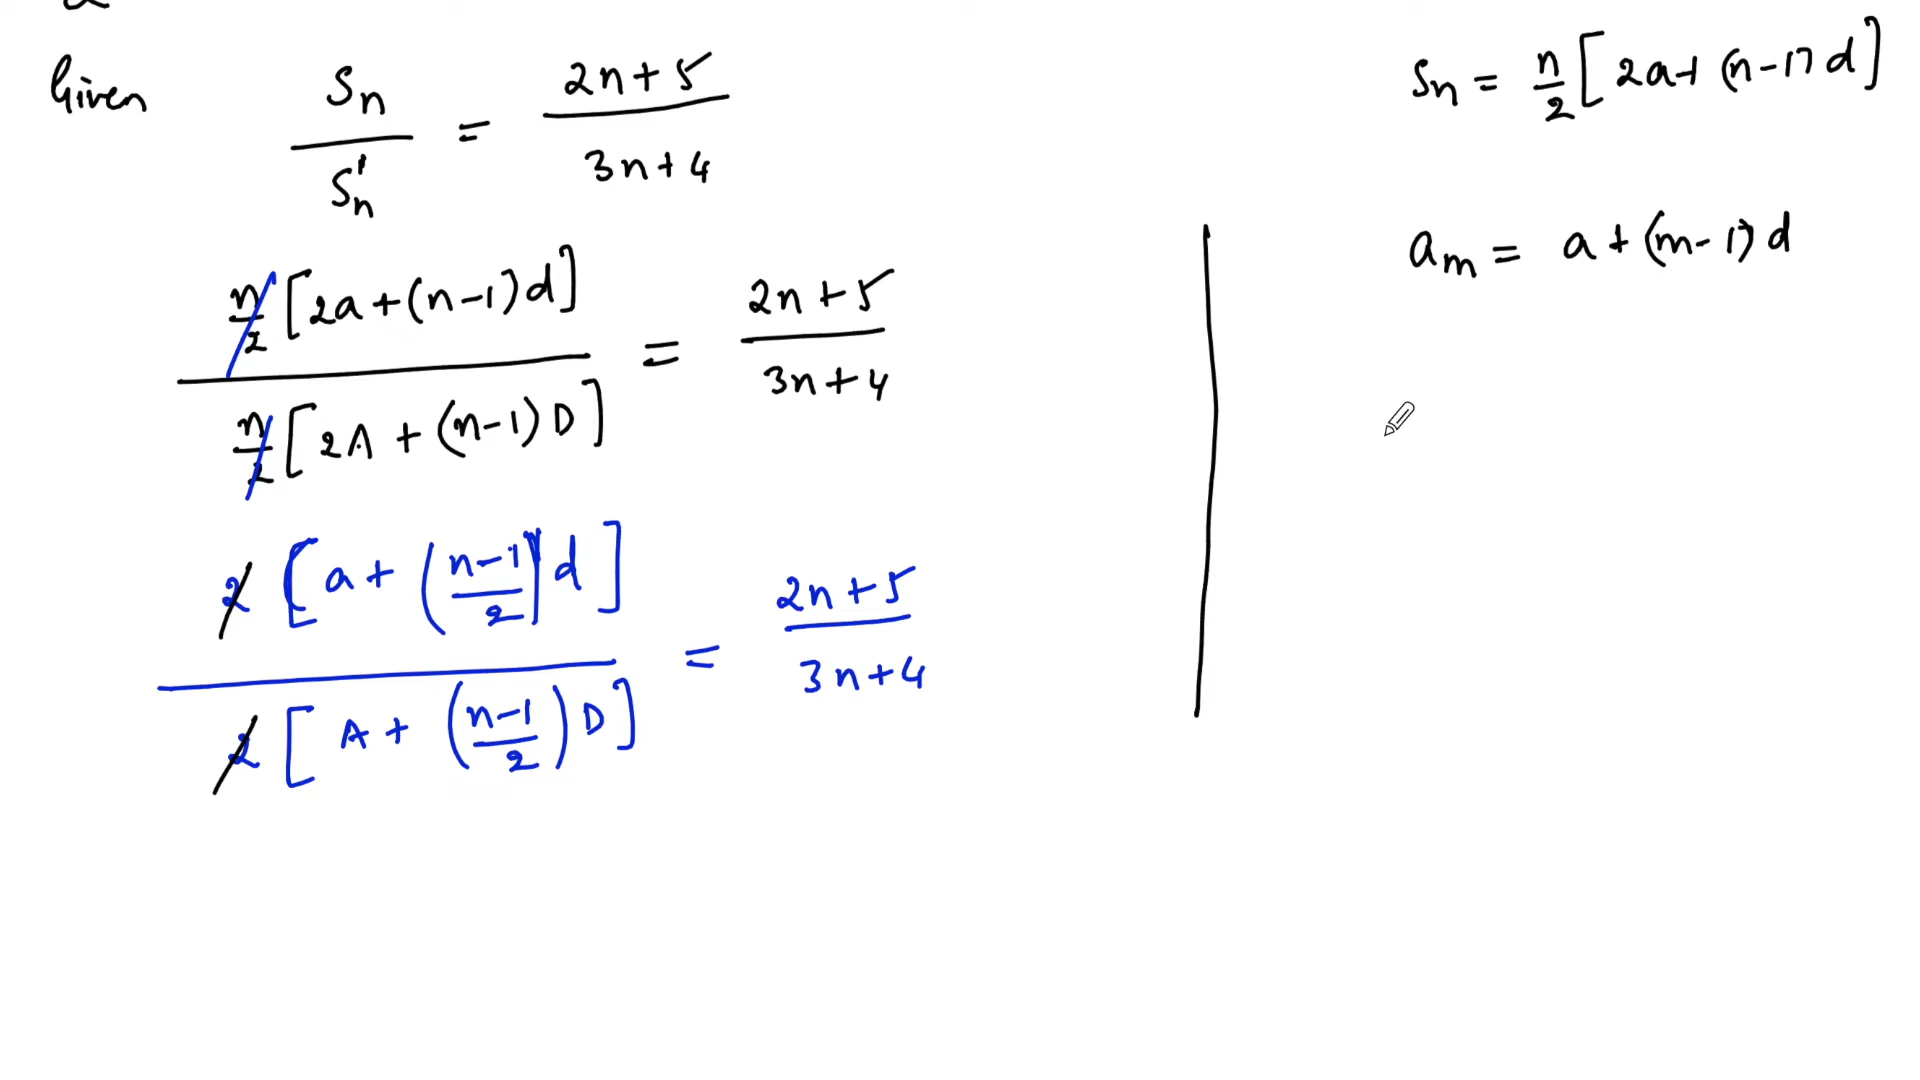 Given Sn / S'n = 2n+5 / 3n+4
Sn = n/2 [2a+(n-1)d]
am = a+(m-1)d
n/2 [2a+(n-1)d] / n/2 [2A+(n-1)D] = 2n+5 / 3n+4
2 [a+(n-1/2)d] / 2 [A+(n-1/2)D] = 2n+5 / 3n+4